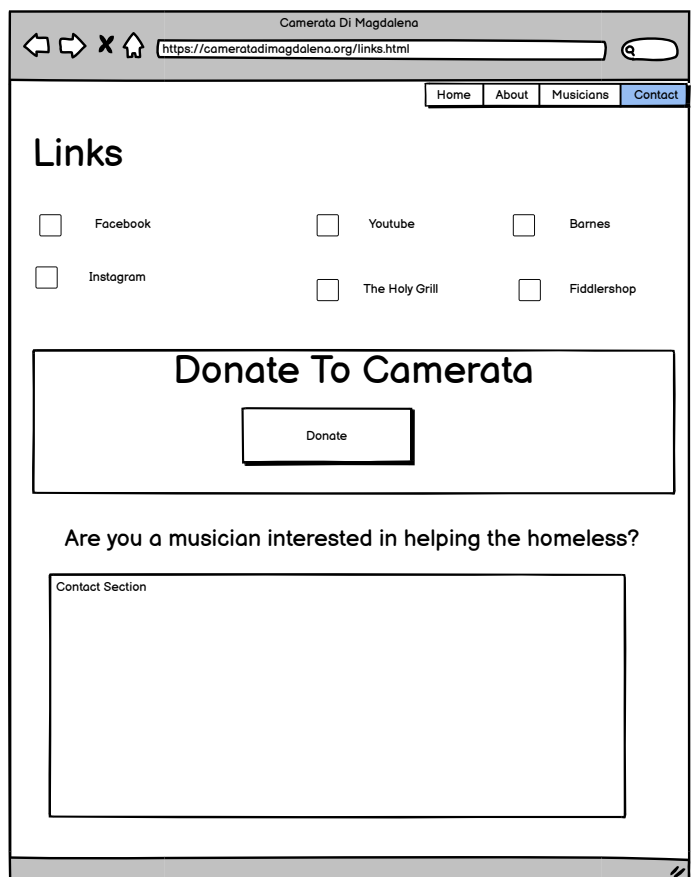 Camerata Di Magdalena
https://cameratadimagdalena.org/links.html
Home About Musicians Contact
Links
Facebook Youtube Barnes
Instagram The Holy Grill Fiddlershop
Donate To Camerata
Donate
Are you a musician interested in helping the homeless?
Contact Section